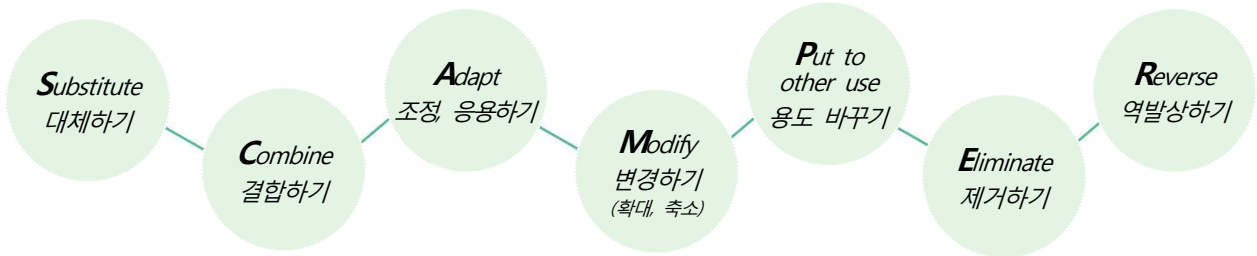 Substitute
대체하기
Combine
결합하기
Adapt
조정, 응용하기
Modify
변경하기
(확대, 축소)
Put to
other use
용도 바꾸기
Eliminate
제거하기
Reverse
역발상하기